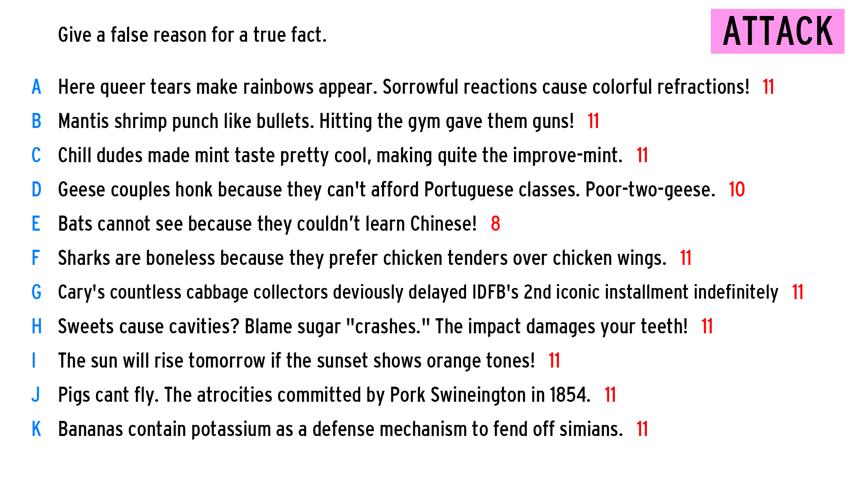 Give a false reason for a true fact.
ATTACK
A Here queer tears make rainbows appear. Sorrowful reactions cause colorful refractions! 11
B Mantis shrimp punch like bullets. Hitting the gym gave them guns! 11
C Chill dudes made mint taste pretty cool, making quite the improve-mint. 11
D Geese couples honk because they can't afford Portuguese classes. Poor-two-geese. 10
E Bats cannot see because they couldn't learn Chinese! 8
F Sharks are boneless because they prefer chicken tenders over chicken wings. 11
G Cary's countless cabbage collectors deviously delayed IDFB's 2nd iconic installment indefinitely 11
H Sweets cause cavities? Blame sugar "crashes." The impact damages your teeth! 11
I The sun will rise tomorrow if the sunset shows orange tones! 11
J Pigs cant fly. The atrocities committed by Pork Swineington in 1854. 11
K Bananas contain potassium as a defense mechanism to fend off simians. 11